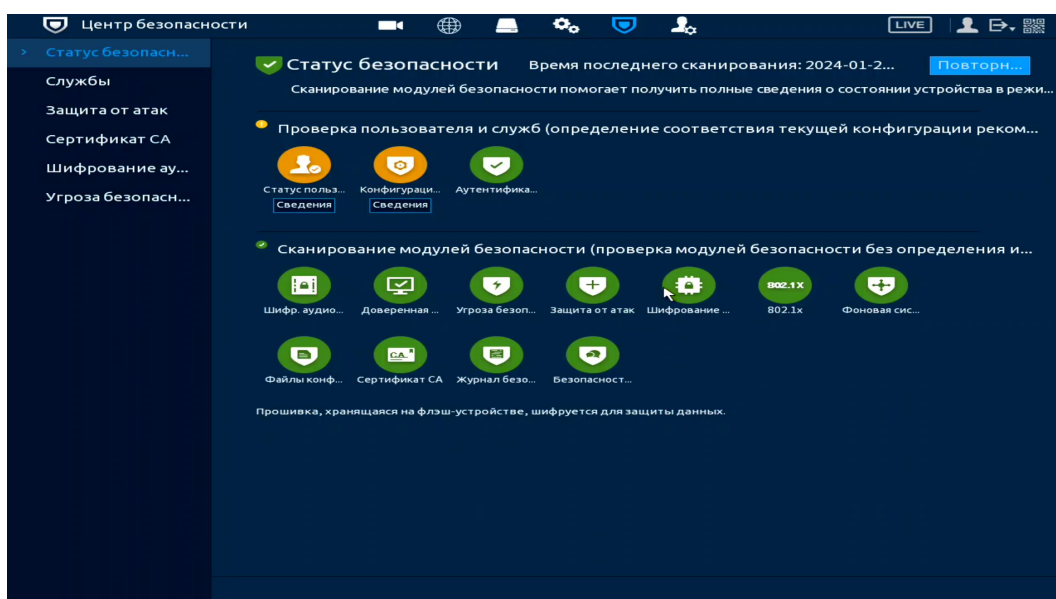 Центр безопасности LIVE
Статус безопасн...
Службы
Защита от атак
Сертификат CA
Шифрование ау...
Угроза безопасн...
Статус безопасности Время последнего сканирования: 2024-01-2... Повторн...
Сканирование модулей безопасности помогает получить полные сведения о состоянии устройства в режи...
Проверка пользователя и служб (определение соответствия текущей конфигурации реком...
Статус польз... Конфигураци... Аутентифика...
Сведения Сведения
Сканирование модулей безопасности (проверка модулей безопасности без определения и...
802.1X
Шифр. аудио... Доверенная ... Угроза безоп... Защита от атак Шифрование ... 802.1x Фоновая сис...
CA
Файлы конф... Сертификат CA Журнал безо... Безопасност...
Прошивка, хранящаяся на флэш-устройстве, шифруется для защиты данных.